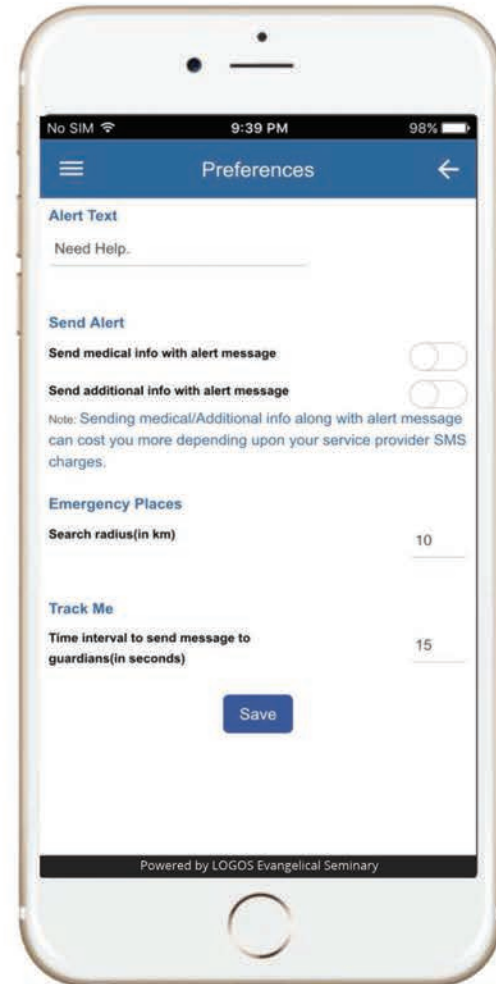 No SIM 9:39 PM 98%
Preferences
Alert Text
Need Help.
Send Alert
Send medical info with alert message
Send additional info with alert message
Note: Sending medical/Additional info along with alert message
can cost you more depending upon your service provider SMS
charges.
Emergency Places
Search radius(in km) 10
Track Me
Time interval to send message to
guardians(in seconds) 15
Save
Powered by LOGOS Evangelical Seminary